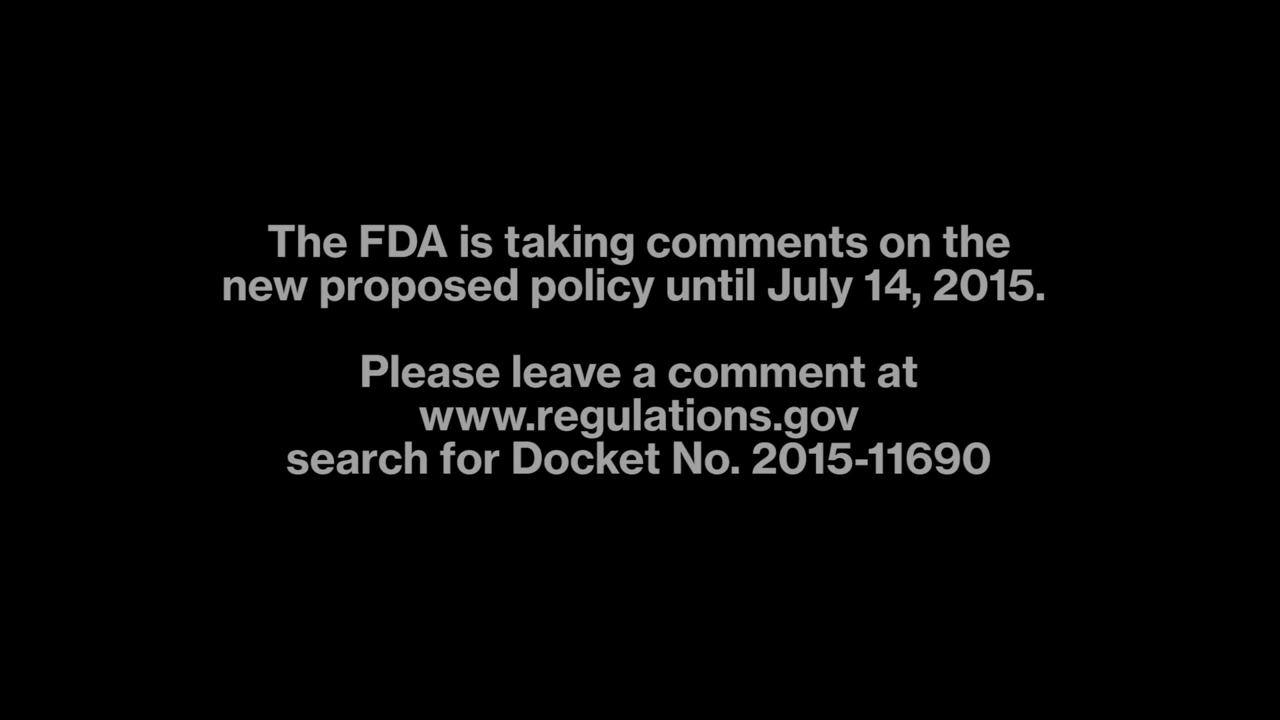 The FDA is taking comments on the
new proposed policy until July 14, 2015.
Please leave a comment at
www.regulations.gov
search for Docket No. 2015-11690